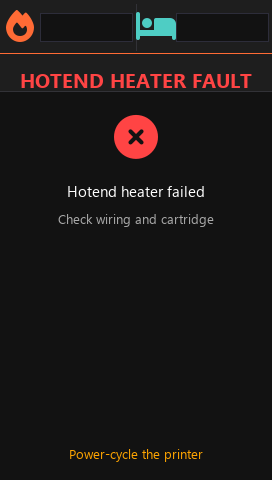 HOTEND HEATER FAULT
Hotend heater failed
Check wiring and cartridge
Power-cycle the printer